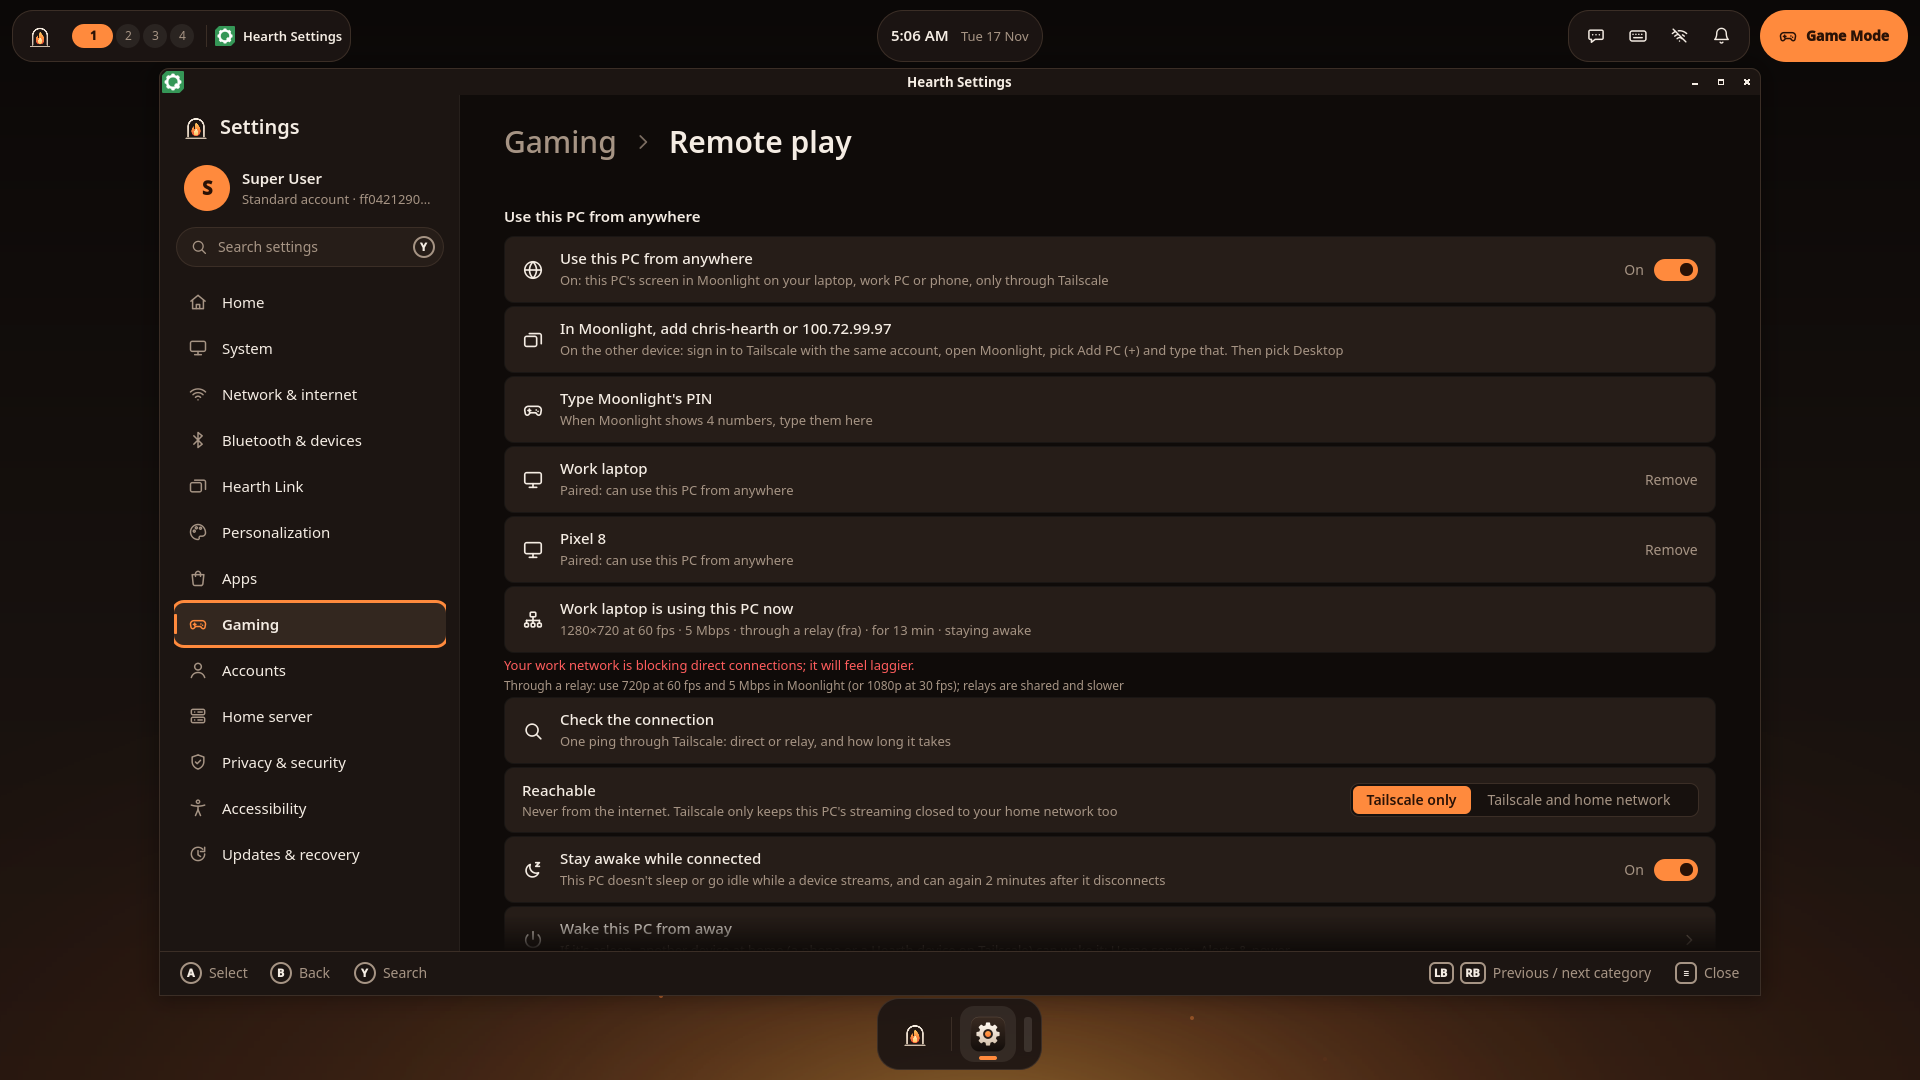 1 2 3 4 Hearth Settings
5:06 AM Tue 17 Nov
Game Mode
Hearth Settings
Settings
S
Super User
Standard account · ff0421290...
Search settings Y
Home
System
Network & internet
Bluetooth & devices
Hearth Link
Personalization
Apps
Gaming
Accounts
Home server
Privacy & security
Accessibility
Updates & recovery
Gaming > Remote play
Use this PC from anywhere
Use this PC from anywhere
On: this PC's screen in Moonlight on your laptop, work PC or phone, only through Tailscale
On
In Moonlight, add chris-hearth or 100.72.99.97
On the other device: sign in to Tailscale with the same account, open Moonlight, pick Add PC (+) and type that. Then pick Desktop
Type Moonlight's PIN
When Moonlight shows 4 numbers, type them here
Work laptop
Paired: can use this PC from anywhere
Remove
Pixel 8
Paired: can use this PC from anywhere
Remove
Work laptop is using this PC now
1280×720 at 60 fps · 5 Mbps · through a relay (fra) · for 13 min · staying awake
Your work network is blocking direct connections; it will feel laggier.
Through a relay: use 720p at 60 fps and 5 Mbps in Moonlight (or 1080p at 30 fps); relays are shared and slower
Check the connection
One ping through Tailscale: direct or relay, and how long it takes
Reachable
Never from the internet. Tailscale only keeps this PC's streaming closed to your home network too
Tailscale only Tailscale and home network
Stay awake while connected
This PC doesn't sleep or go idle while a device streams, and can again 2 minutes after it disconnects
On
Wake this PC from away
A Select B Back Y Search
LB RB Previous / next category Close